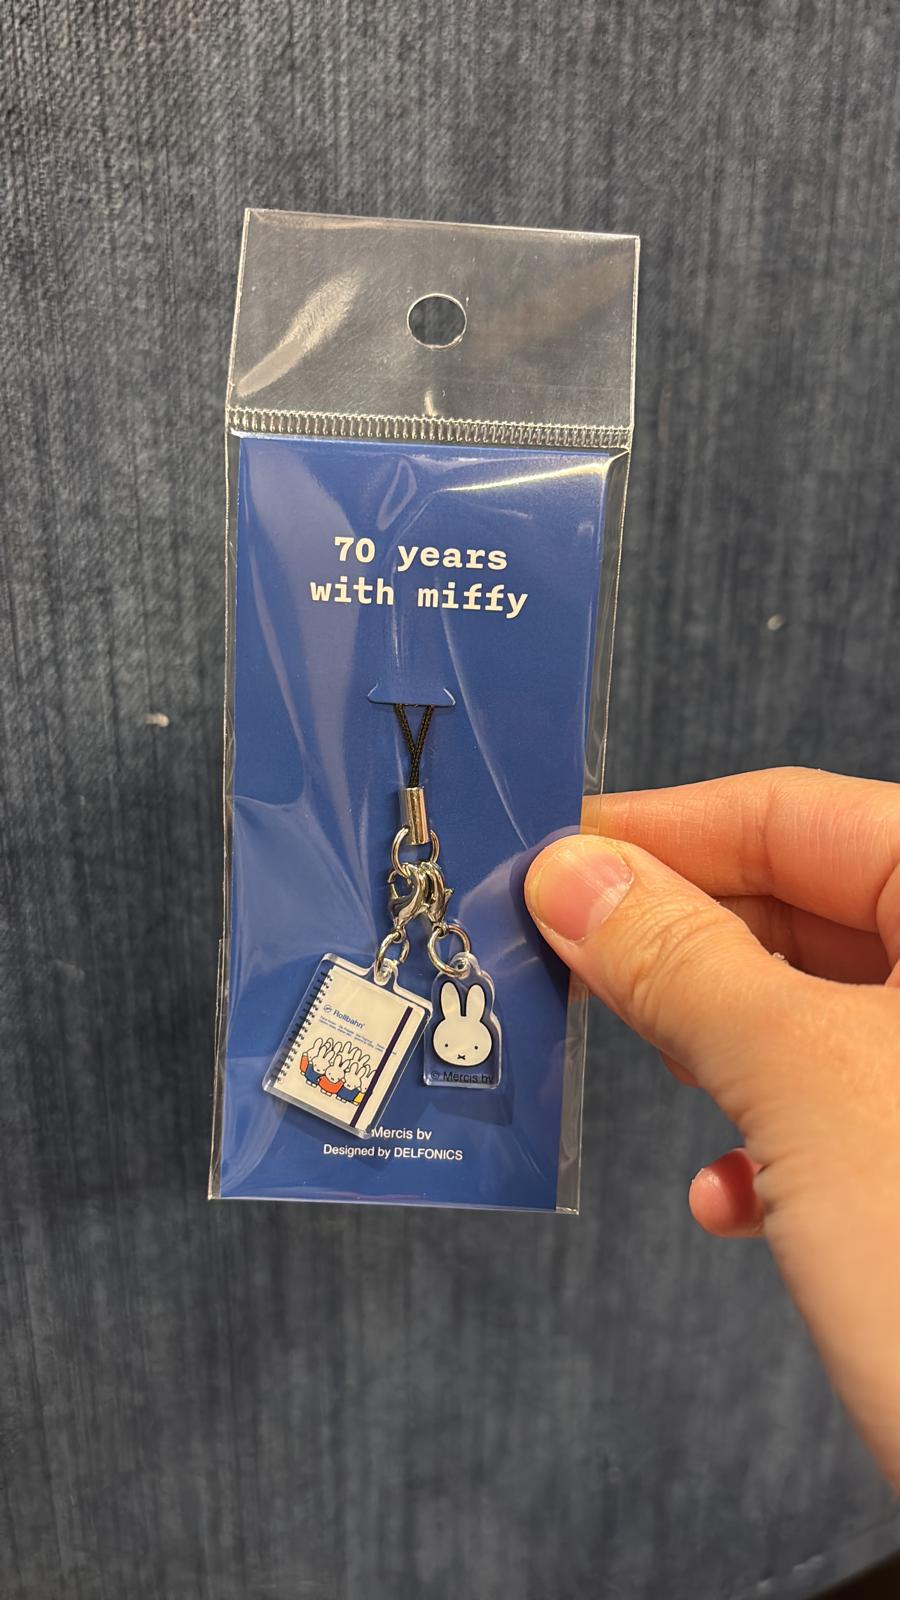 70 years
with miffy
Rollbahn®
© Mercis bv
Mercis bv
Designed by DELFONICS